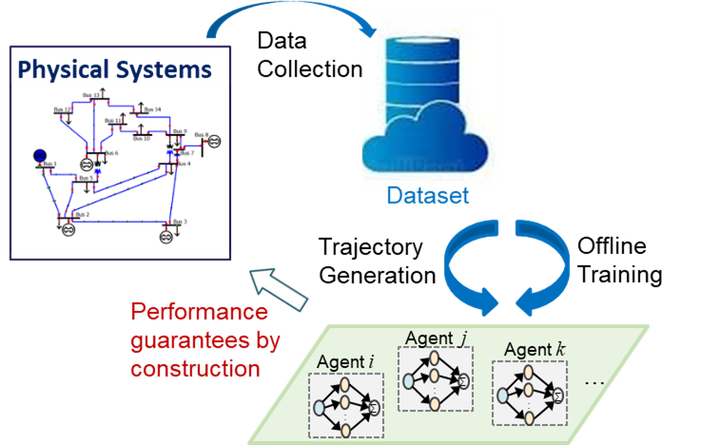 Data
Collection
Physical Systems
Bus 13
Bus 12
Bus 14
Bus 11
Bus 10
Bus 9
Bus 8
Bus 7
Bus 6
Bus 1
Bus 5
Bus 4
Bus 2
Bus 3
Dataset
Trajectory
Generation
Offline
Training
Performance
guarantees by
construction
Agent i
Agent j
Agent k
Σ
Σ
Σ
...